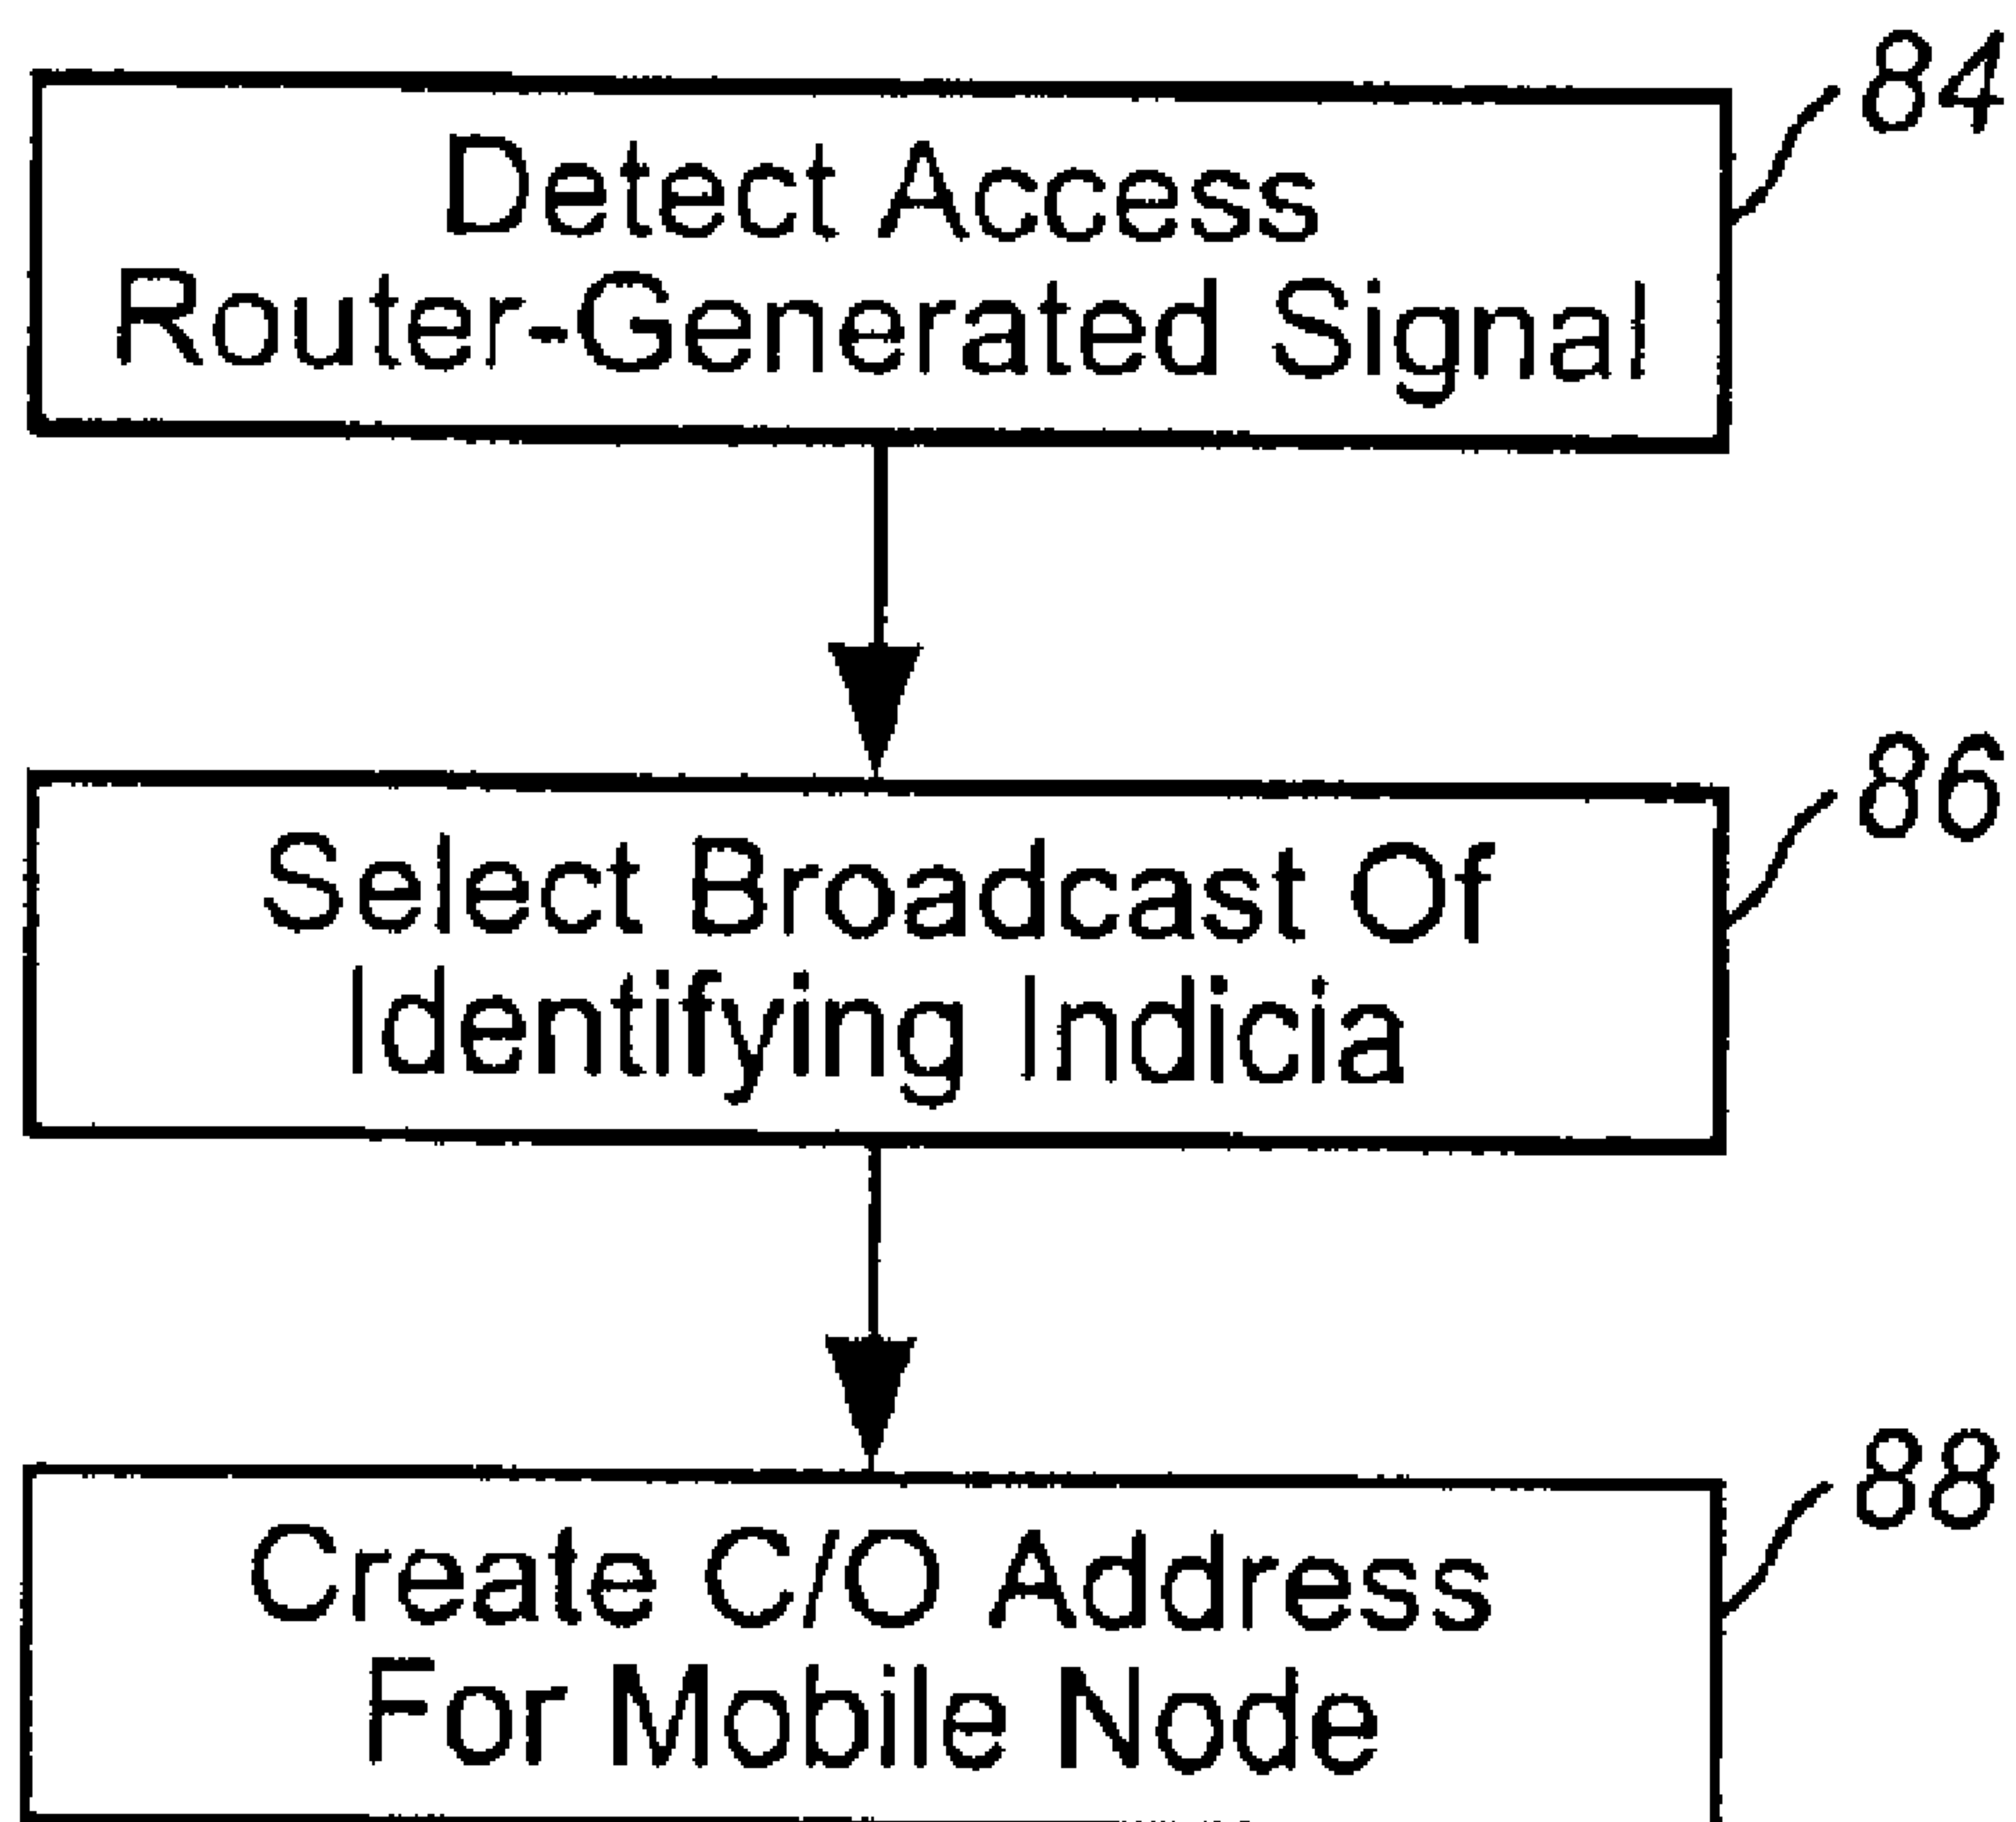 84
Detect Access
Router-Generated Signal
86
Select Broadcast Of
Identifying Indicia
88
Create C/O Address
For Mobile Node